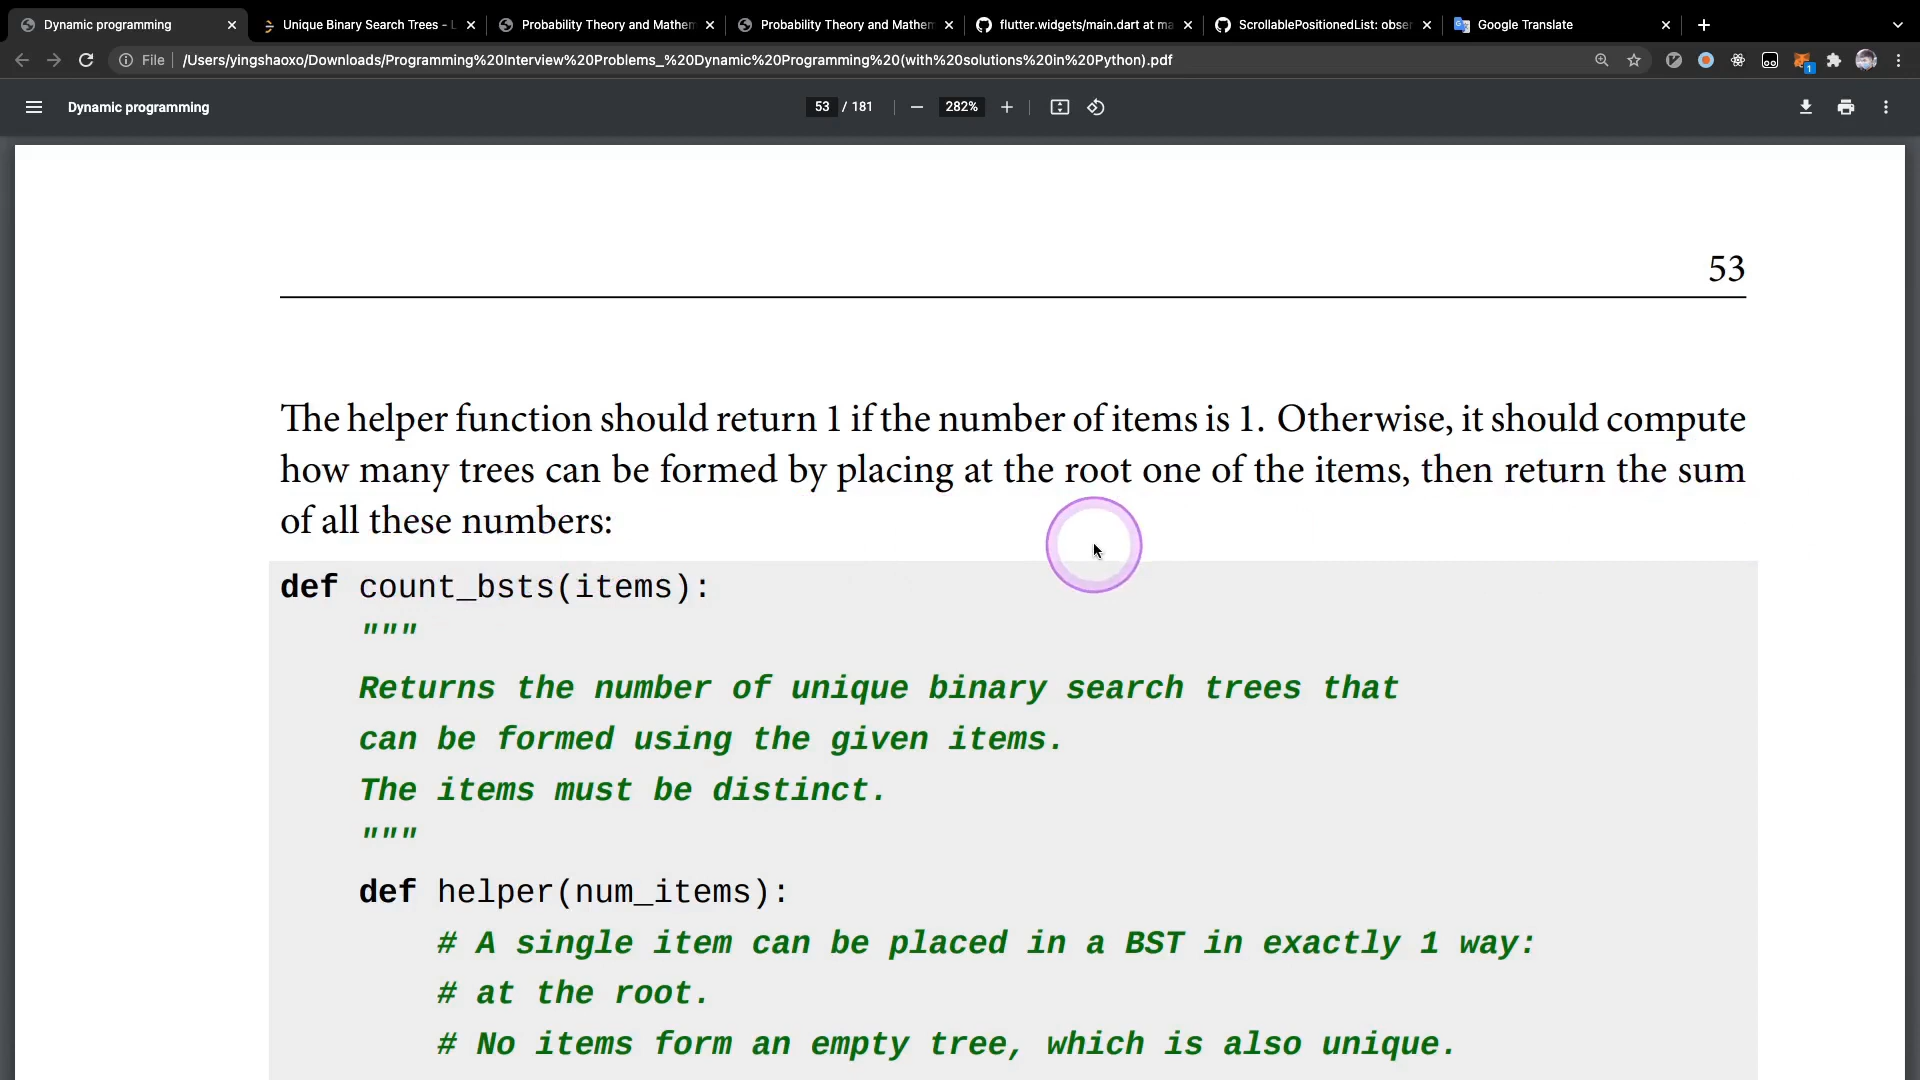 Dynamic programming
Unique Binary Search Trees - L
Probability Theory and Mathem
Probability Theory and Mathem
flutter.widgets/main.dart at ma
ScrollablePositionedList: obser
Google Translate
File
/Users/yingshaoxo/Downloads/Programming%20Interview%20Problems_%20Dynamic%20Programming%20(with%20solutions%20in%20Python).pdf
1
Dynamic programming
53 / 181
282%
53
The helper function should return 1 if the number of items is 1. Otherwise, it should compute
how many trees can be formed by placing at the root one of the items, then return the sum
of all these numbers:
def count_bsts(items):
"""
Returns the number of unique binary search trees that
can be formed using the given items.
The items must be distinct.
"""
def helper(num_items):
# A single item can be placed in a BST in exactly 1 way:
# at the root.
# No items form an empty tree, which is also unique.